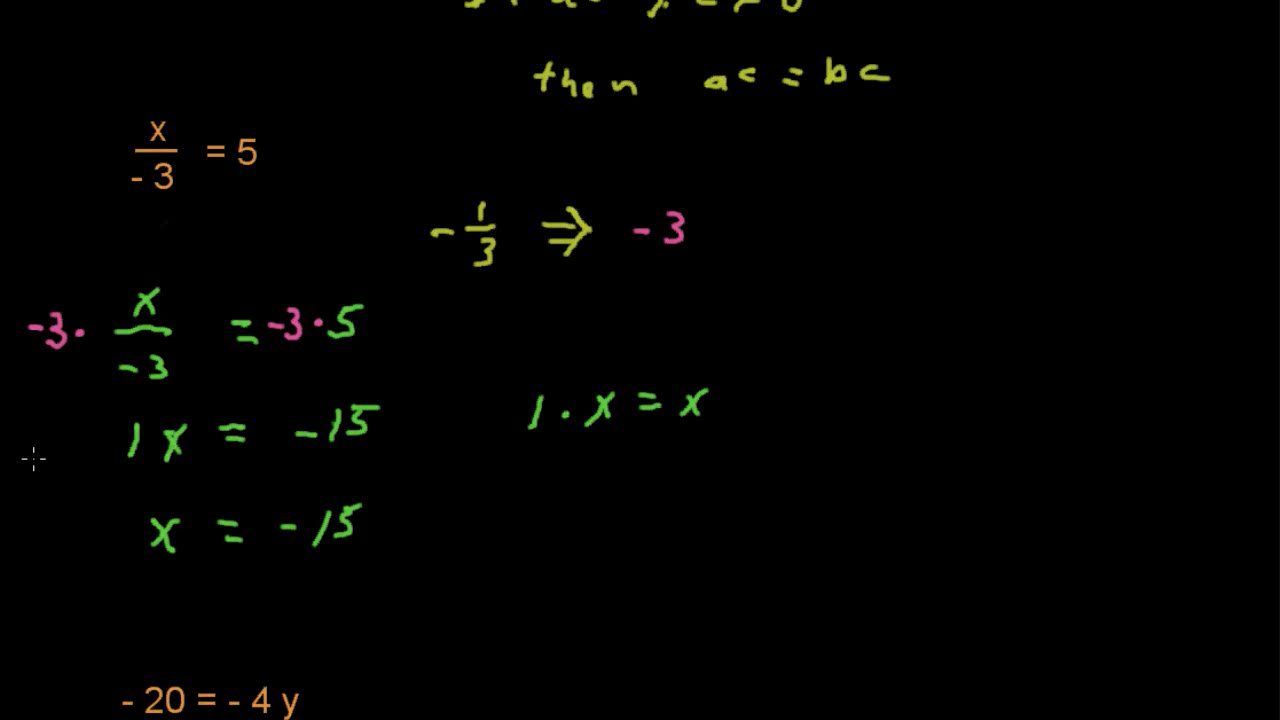 then ac = bc
x / -3 = 5
- 1/3 ⇒ - 3
-3 · x / -3 = -3 · 5
1x = -15
1 · x = x
x = -15
- 20 = - 4 y